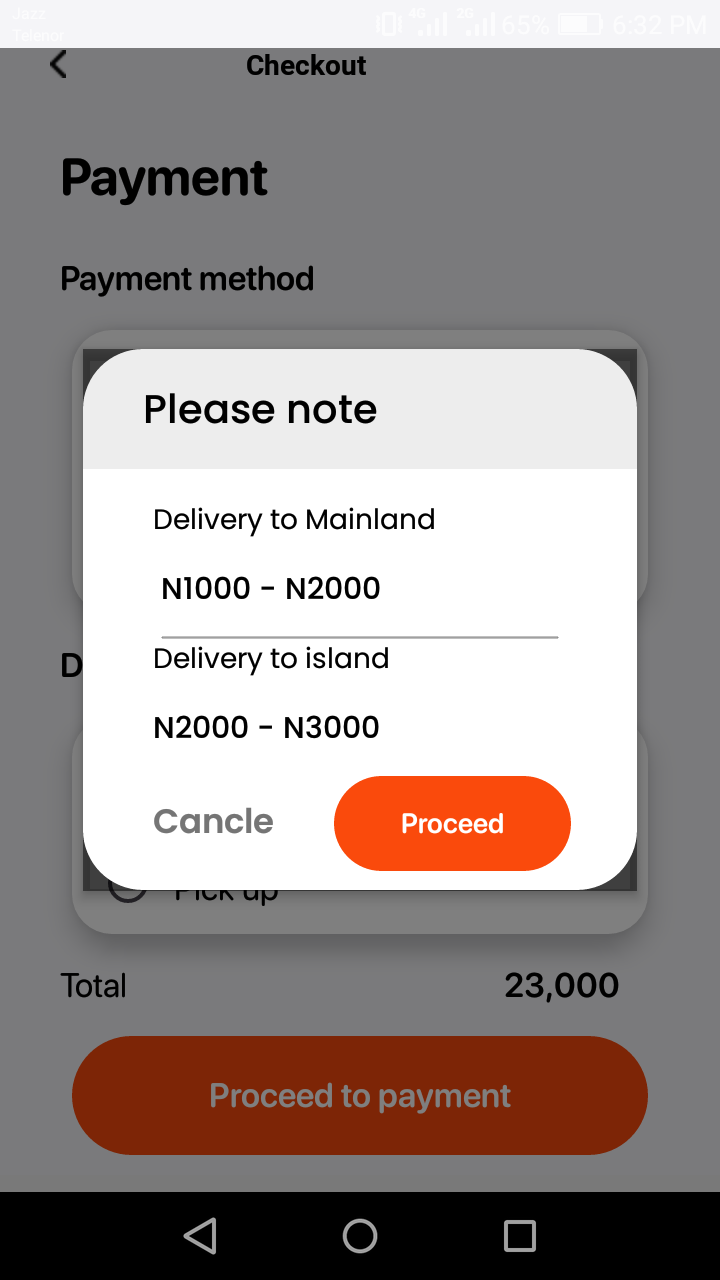 Jazz
Telenor
4G 2G 65% 6:32 PM
Checkout
Payment
Payment method
Please note
Delivery to Mainland
N1000 - N2000
Delivery to island
N2000 - N3000
Cancle
Proceed
D
Pick up
Total 23,000
Proceed to payment